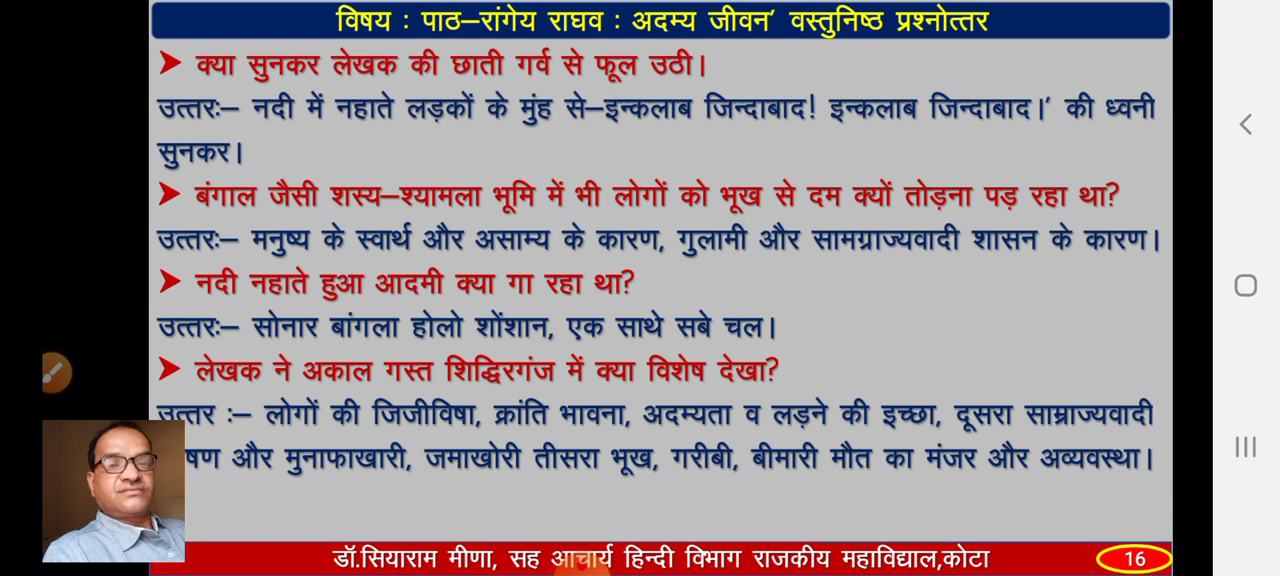 विषय : पाठ–रांगेय राघव : अदम्य जीवन’ वस्तुनिष्ठ प्रश्नोत्तर
➤ क्या सुनकर लेखक की छाती गर्व से फूल उठी।
उत्तरः– नदी में नहाते लड़कों के मुंह से–इन्कलाब जिन्दाबाद! इन्कलाब जिन्दाबाद।’ की ध्वनी
सुनकर।
➤ बंगाल जैसी शस्य–श्यामला भूमि में भी लोगों को भूख से दम क्यों तोड़ना पड़ रहा था?
उत्तरः– मनुष्य के स्वार्थ और असाम्य के कारण, गुलामी और सामग्राज्यवादी शासन के कारण।
➤ नदी नहाते हुआ आदमी क्या गा रहा था?
उत्तरः– सोनार बांगला होलो शोंशान, एक साथे सबे चल।
➤ लेखक ने अकाल गस्त शिद्धिरगंज में क्या विशेष देखा?
उत्तर :– लोगों की जिजीविषा, क्रांति भावना, अदम्यता व लड़ने की इच्छा, दूसरा साम्राज्यवादी
षण और मुनाफाखारी, जमाखोरी तीसरा भूख, गरीबी, बीमारी मौत का मंजर और अव्यवस्था।
डॉ.सियाराम मीणा, सह आचार्य हिन्दी विभाग राजकीय महाविद्याल,कोटा
16